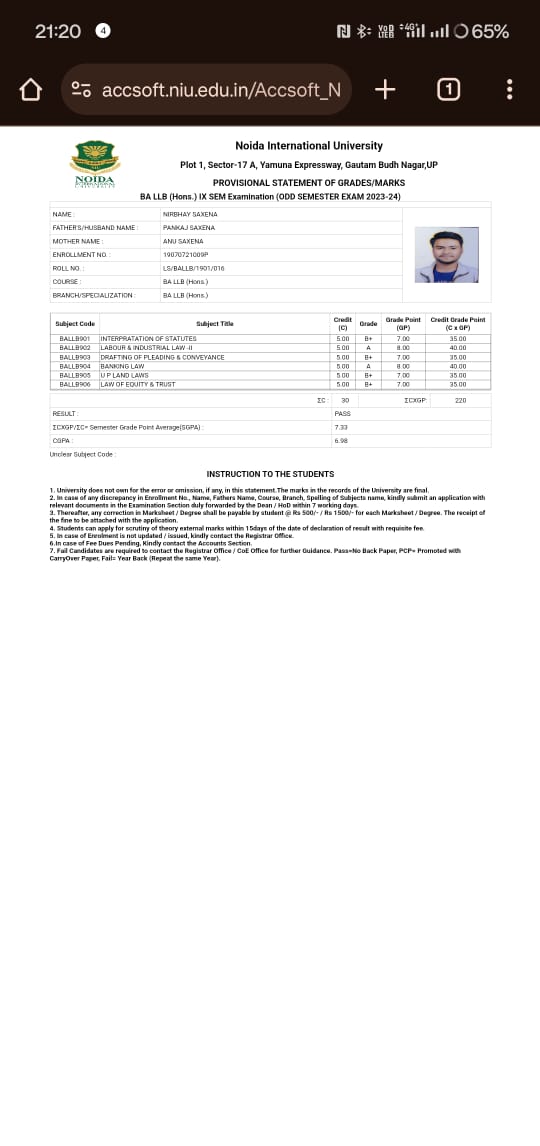 21:20 4 VoD LTEB 4G+ 65%
accsoft.niu.edu.in/Accsoft_N 1
Noida International University
Plot 1, Sector-17 A, Yamuna Expressway, Gautam Budh Nagar,UP
NOIDA
PROVISIONAL STATEMENT OF GRADES/MARKS
BA LLB (Hons.) IX SEM Examination (ODD SEMESTER EXAM 2023-24)
NAME : NIRBHAY SAXENA
FATHER'S/HUSBAND NAME : PANKAJ SAXENA
MOTHER NAME : ANU SAXENA
ENROLLMENT NO. : 19070721009P
ROLL NO. : LS/BALLB/1901/016
COURSE : BA LLB (Hons.)
BRANCH/SPECIALIZATION : BA LLB (Hons.)
Subject Code Subject Title Credit (C) Grade Grade Point (GP) Credit Grade Point (C x GP)
BALLB901 INTERPRATATION OF STATUTES 5.00 B+ 7.00 35.00
BALLB902 LABOUR & INDUSTRIAL LAW -II 5.00 A 8.00 40.00
BALLB903 DRAFTING OF PLEADING & CONVEYANCE 5.00 B+ 7.00 35.00
BALLB904 BANKING LAW 5.00 A 8.00 40.00
BALLB905 U P LAND LAWS 5.00 B+ 7.00 35.00
BALLB906 LAW OF EQUITY & TRUST 5.00 B+ 7.00 35.00
ΣC : 30 ΣCXGP: 220
RESULT : PASS
ΣCXGP/ΣC= Semester Grade Point Average(SGPA) : 7.33
CGPA : 6.98
Unclear Subject Code :
INSTRUCTION TO THE STUDENTS
1. University does not own for the error or omission, if any, in this statement.The marks in the records of the University are final.
2. In case of any discrepancy in Enrollment No., Name, Fathers Name, Course, Branch, Spelling of Subjects name, kindly submit an application with
relevant documents in the Examination Section duly forwarded by the Dean / HoD within 7 working days.
3. Thereafter, any correction in Marksheet / Degree shall be payable by student @ Rs 500/- / Rs 1500/- for each Marksheet / Degree. The receipt of
the fine to be attached with the application.
4. Students can apply for scrutiny of theory external marks within 15days of the date of declaration of result with requisite fee.
5. In case of Enrolment is not updated / issued, kindly contact the Registrar Office.
6.In case of Fee Dues Pending, Kindly contact the Accounts Section.
7. Fail Candidates are required to contact the Registrar Office / CoE Office for further Guidance. Pass=No Back Paper, PCP= Promoted with
CarryOver Paper, Fail= Year Back (Repeat the same Year).